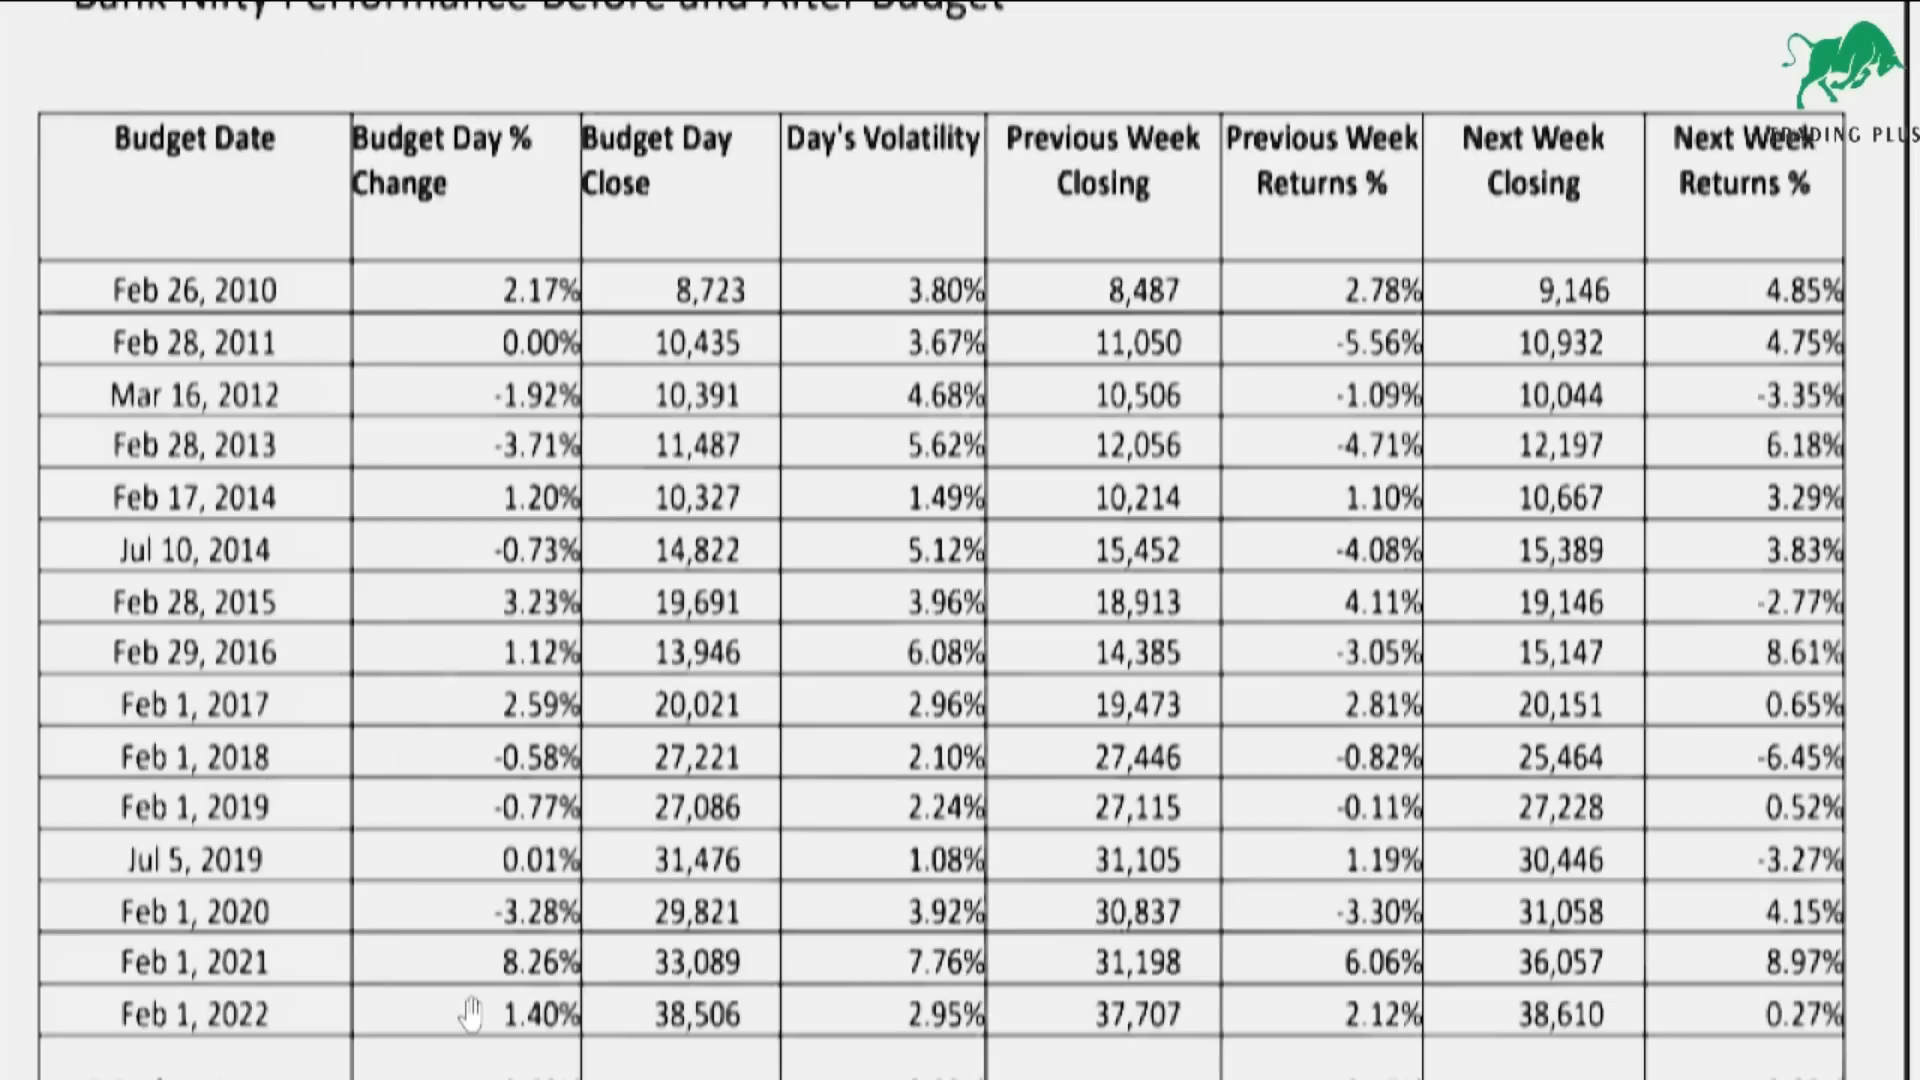 Bank Nifty Performance Before and After Budget
TRADING PLUS
Budget Date Budget Day % Change Budget Day Close Day's Volatility Previous Week Closing Previous Week Returns % Next Week Closing Next Week Returns %
Feb 26, 2010 2.17% 8,723 3.80% 8,487 2.78% 9,146 4.85%
Feb 28, 2011 0.00% 10,435 3.67% 11,050 -5.56% 10,932 4.75%
Mar 16, 2012 -1.92% 10,391 4.68% 10,506 -1.09% 10,044 -3.35%
Feb 28, 2013 -3.71% 11,487 5.62% 12,056 -4.71% 12,197 6.18%
Feb 17, 2014 1.20% 10,327 1.49% 10,214 1.10% 10,667 3.29%
Jul 10, 2014 -0.73% 14,822 5.12% 15,452 -4.08% 15,389 3.83%
Feb 28, 2015 3.23% 19,691 3.96% 18,913 4.11% 19,146 -2.77%
Feb 29, 2016 1.12% 13,946 6.08% 14,385 -3.05% 15,147 8.61%
Feb 1, 2017 2.59% 20,021 2.96% 19,473 2.81% 20,151 0.65%
Feb 1, 2018 -0.58% 27,221 2.10% 27,446 -0.82% 25,464 -6.45%
Feb 1, 2019 -0.77% 27,086 2.24% 27,115 -0.11% 27,228 0.52%
Jul 5, 2019 0.01% 31,476 1.08% 31,105 1.19% 30,446 -3.27%
Feb 1, 2020 -3.28% 29,821 3.92% 30,837 -3.30% 31,058 4.15%
Feb 1, 2021 8.26% 33,089 7.76% 31,198 6.06% 36,057 8.97%
Feb 1, 2022 1.40% 38,506 2.95% 37,707 2.12% 38,610 0.27%